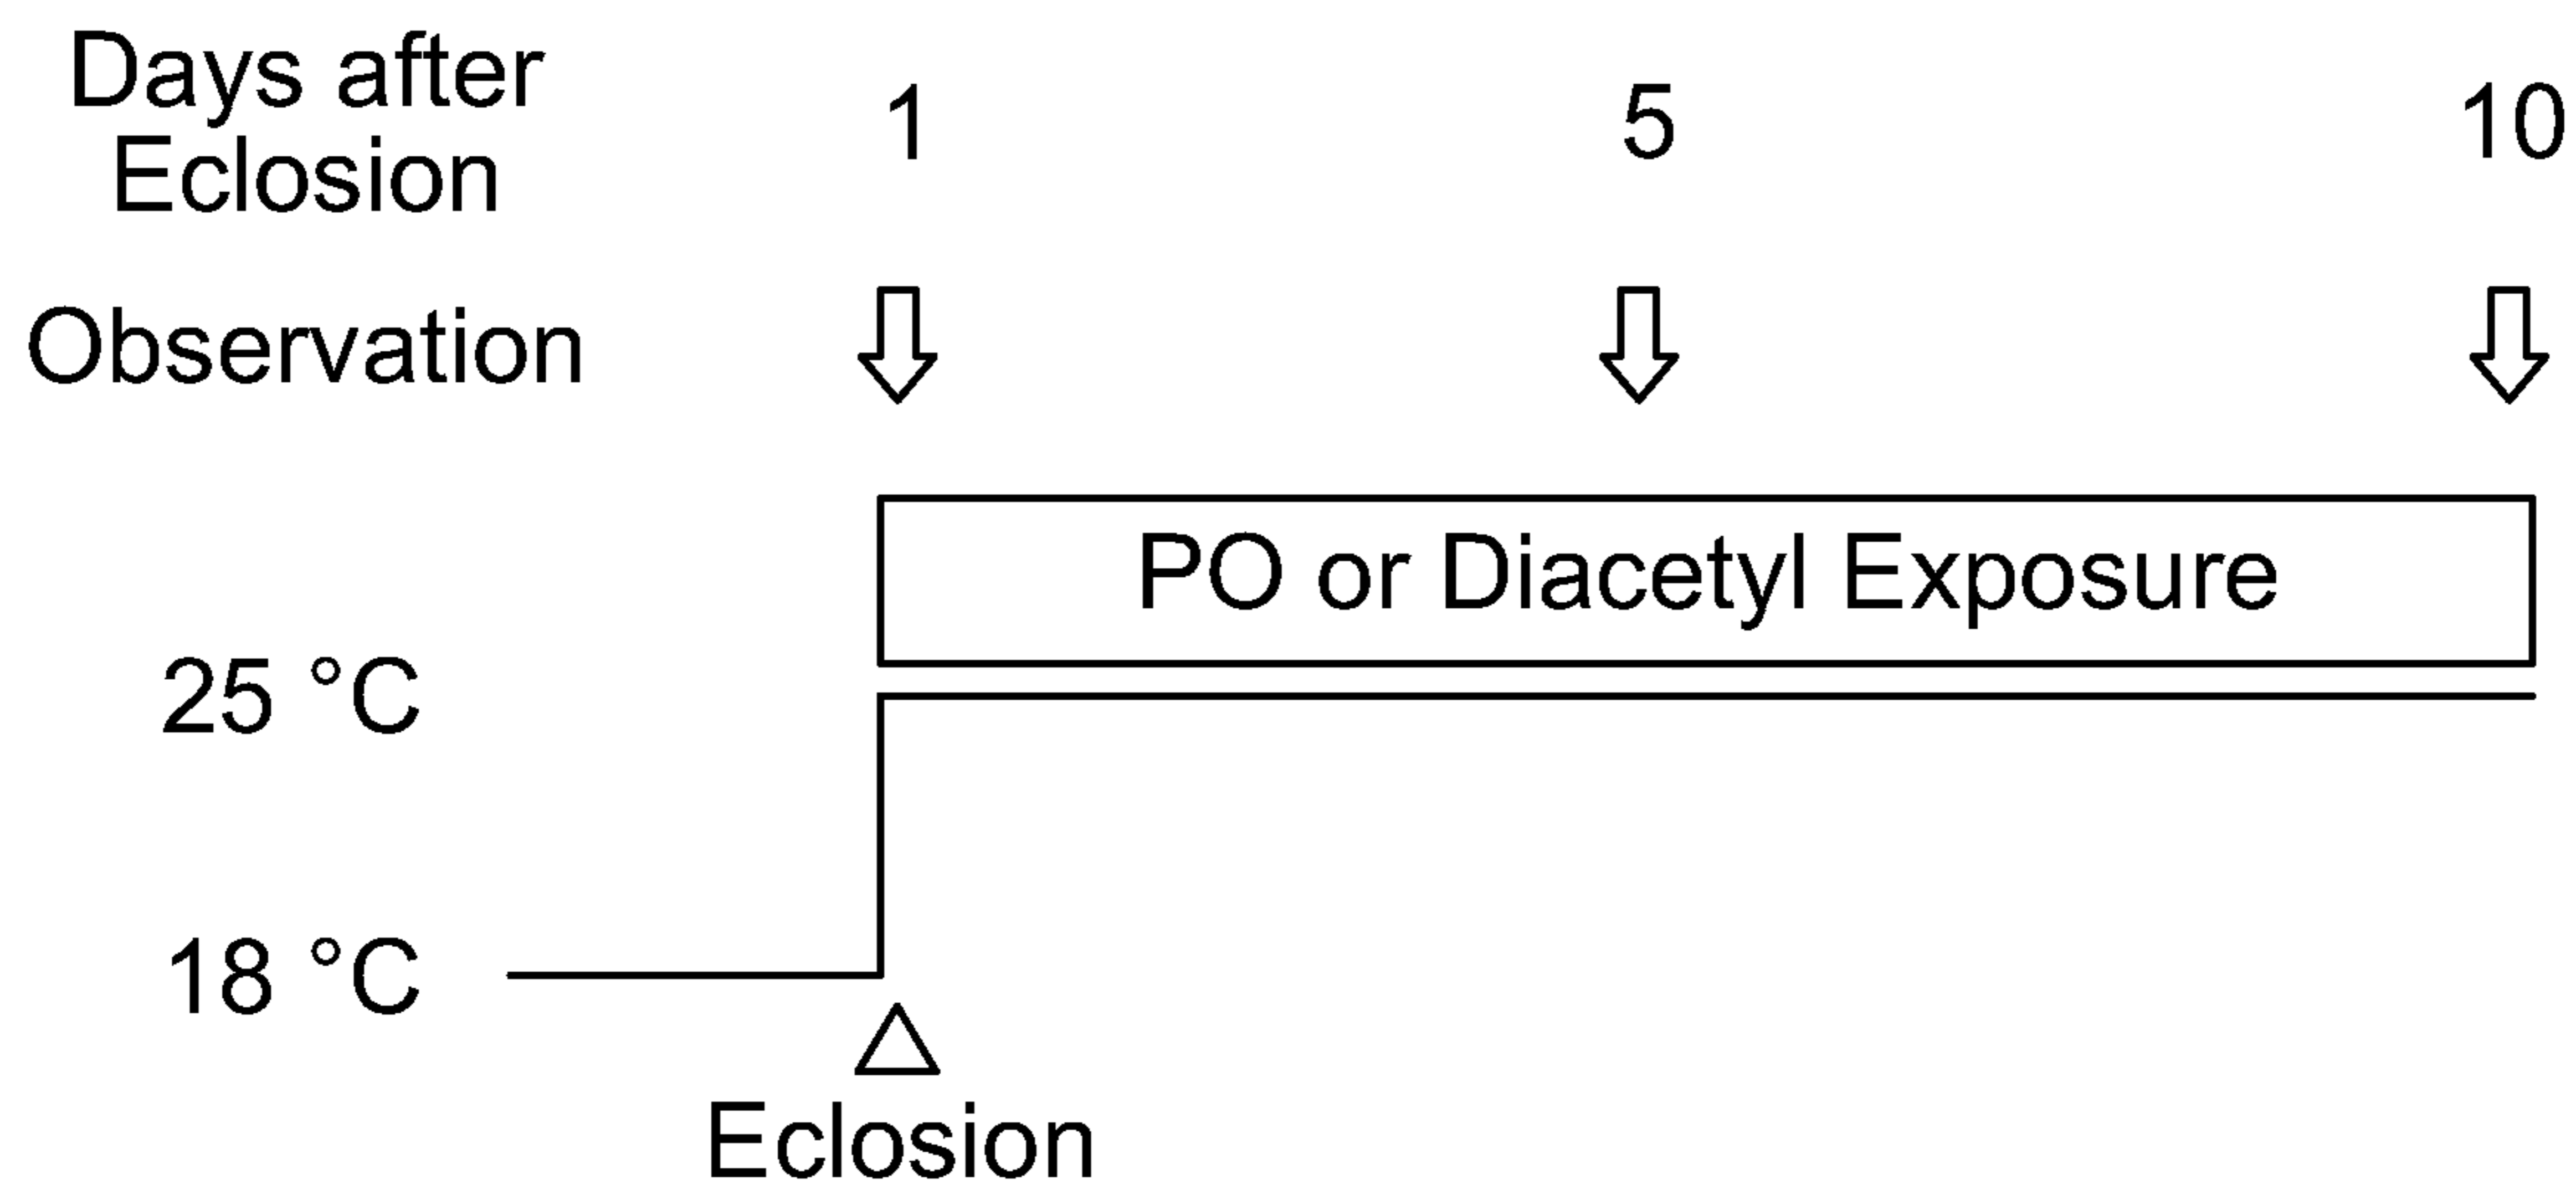 Days after
Eclosion
1 5 10
Observation
PO or Diacetyl Exposure
25 °C
18 °C
Eclosion